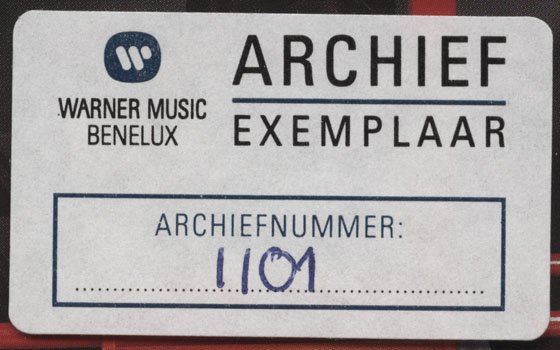 WARNER MUSIC
BENELUX
ARCHIEF
EXEMPLAAR
ARCHIEFNUMMER:
1101